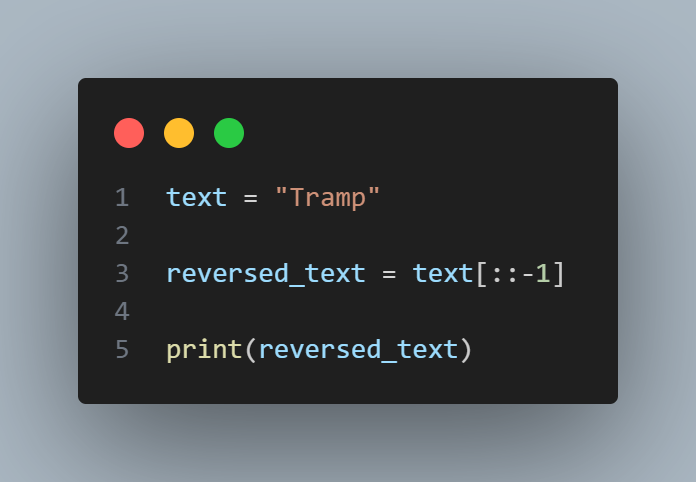 1 text = "Tramp"
2
3 reversed_text = text[::-1]
4
5 print(reversed_text)